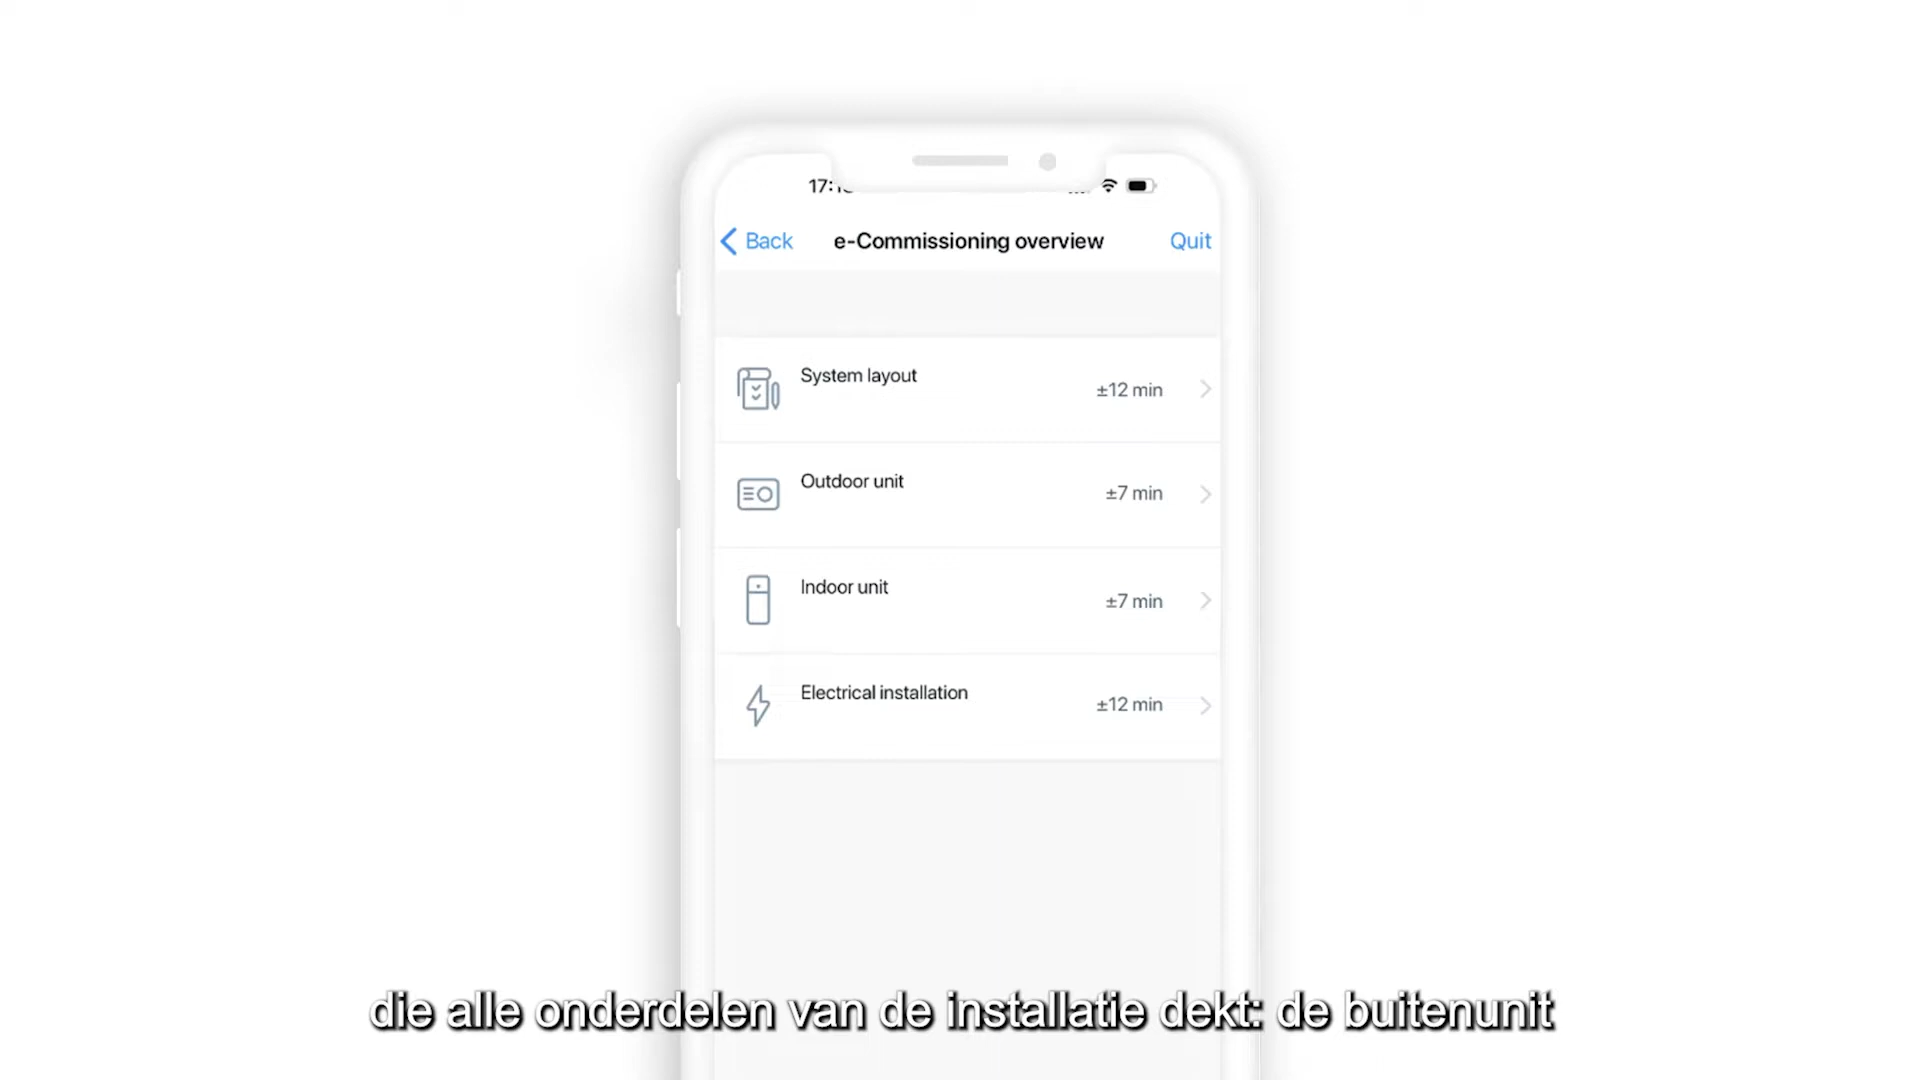 Back
e-Commissioning overview
Quit
System layout
±12 min
Outdoor unit
±7 min
Indoor unit
±7 min
Electrical installation
±12 min
die alle onderdelen van de installatie dekt: de buitenunit